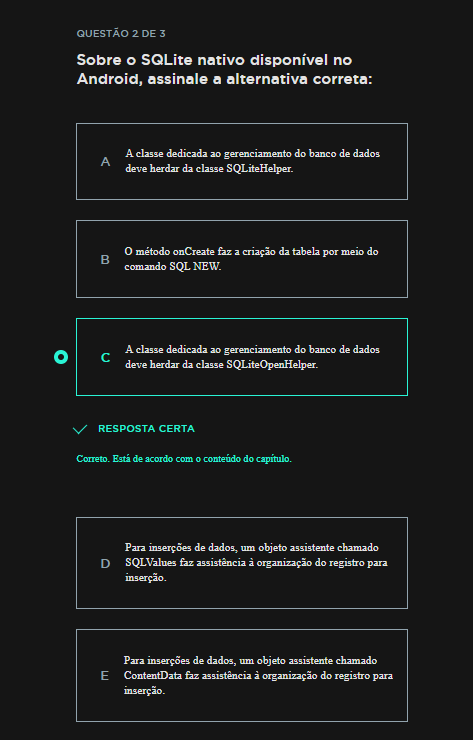 QUESTÃO 2 DE 3
Sobre o SQLite nativo disponível no
Android, assinale a alternativa correta:
A
A classe dedicada ao gerenciamento do banco de dados
deve herdar da classe SQLiteHelper.
B
O método onCreate faz a criação da tabela por meio do
comando SQL NEW.
C
A classe dedicada ao gerenciamento do banco de dados
deve herdar da classe SQLiteOpenHelper.
RESPOSTA CERTA
Correto. Está de acordo com o conteúdo do capítulo.
D
Para inserções de dados, um objeto assistente chamado
SQLValues faz assistência à organização do registro para
inserção.
E
Para inserções de dados, um objeto assistente chamado
ContentData faz assistência à organização do registro para
inserção.